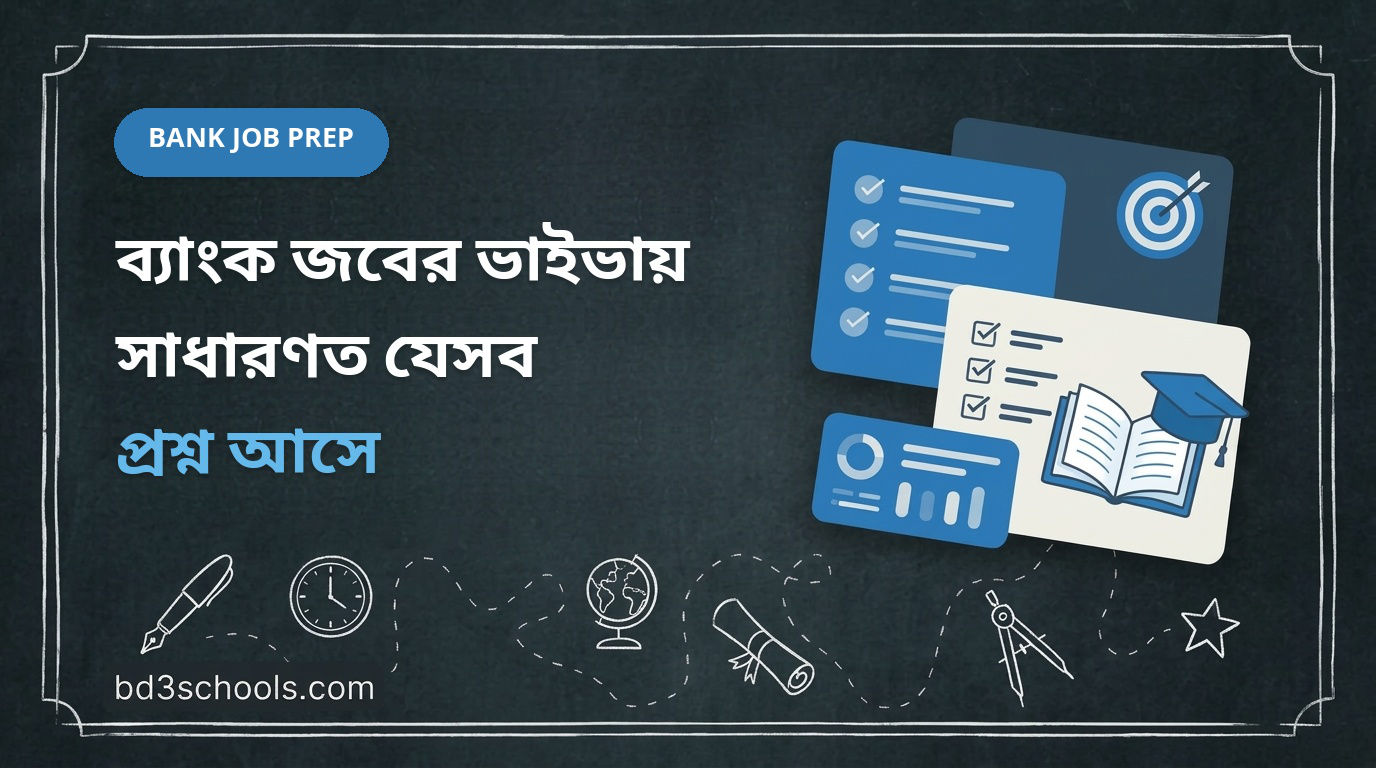 BANK JOB PREP
ব্যাংক জবের ভাইভায়
সাধারণত যেসব
প্রশ্ন আসে
bd3schools.com